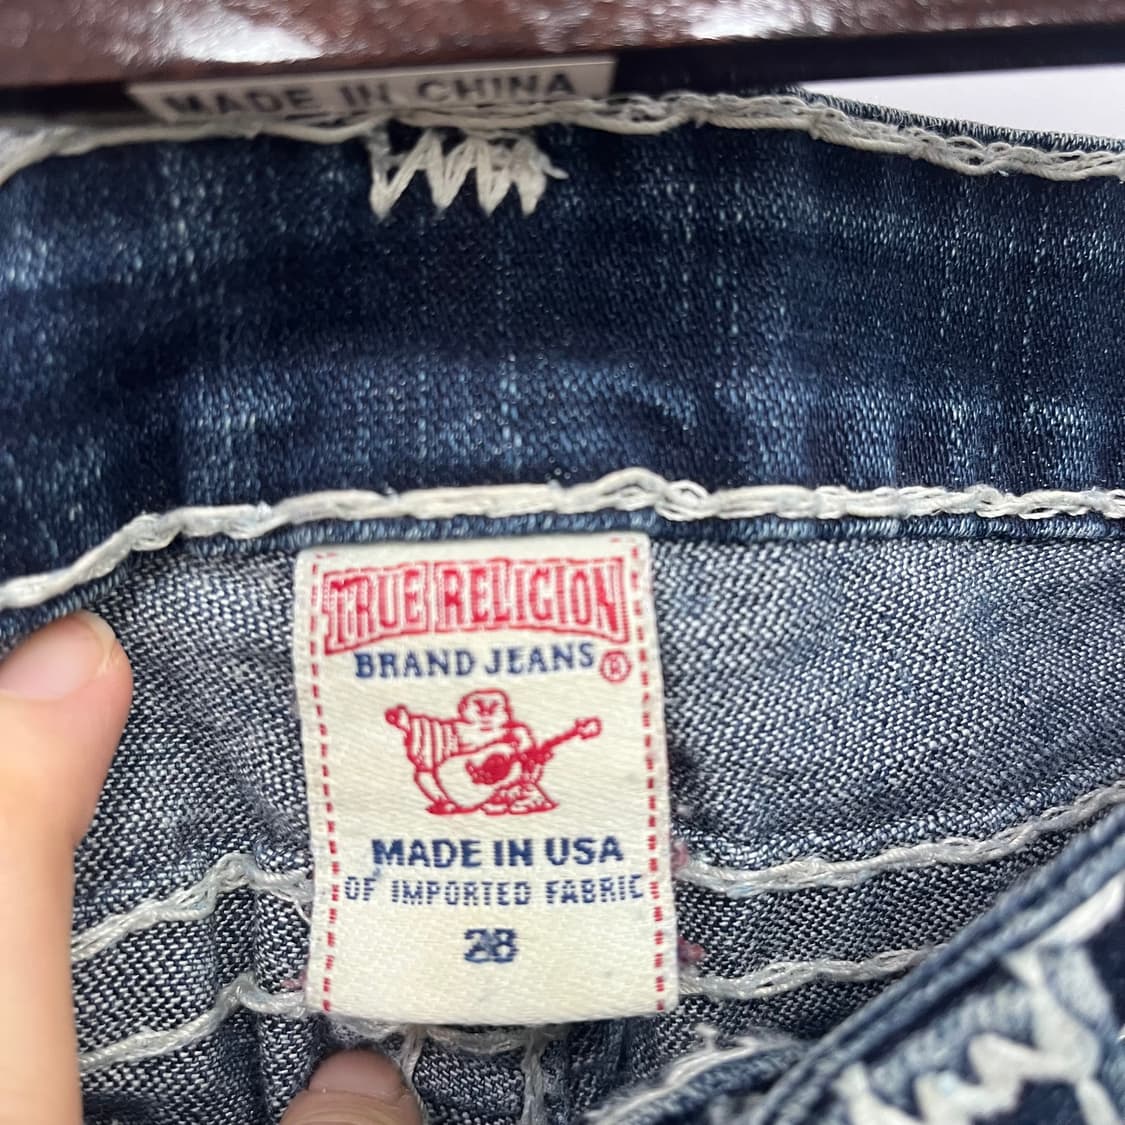 MADE IN CHINA
TRUE RELIGION
BRAND JEANS®
MADE IN USA
OF IMPORTED FABRIC
28